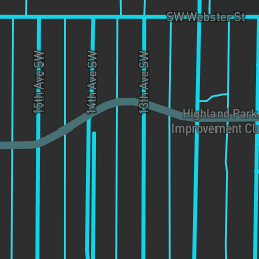 SW Webster St
15th Ave SW
14th Ave SW
13th Ave SW
Highland Park
Improvement Cl